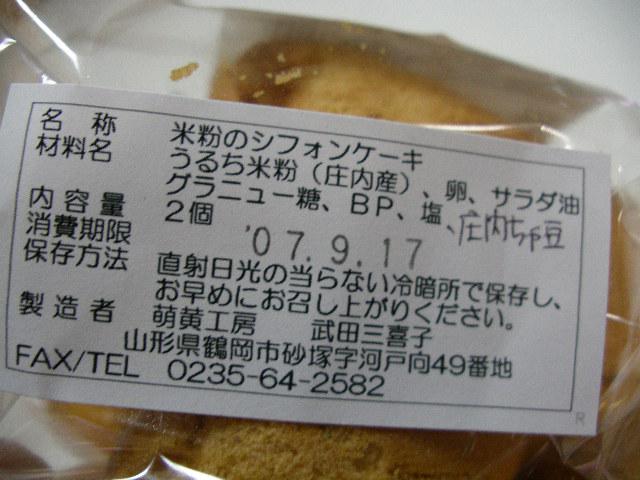 名称 米粉のシフォンケーキ
材料名 うるち米粉(庄内産)、卵、サラダ油
グラニュー糖、BP、塩、庄内ちゃ豆
内容量 2個
消費期限 '07.9.17
保存方法 直射日光の当らない冷暗所で保存し、
お早めにお召し上がりください。
製造者 萌黄工房 武田三喜子
山形県鶴岡市砂塚字河戸向49番地
FAX/TEL 0235-64-2582
R